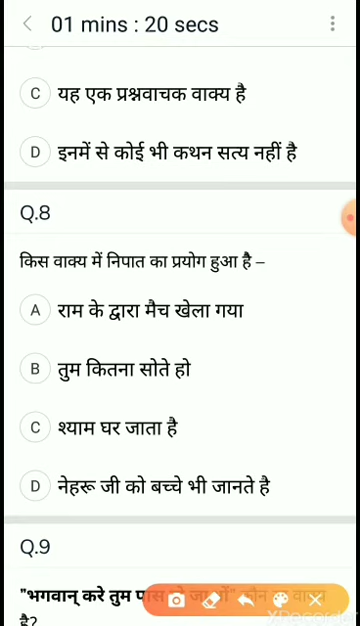 01 mins : 20 secs
C यह एक प्रश्नवाचक वाक्य है
D इनमें से कोई भी कथन सत्य नहीं है
Q.8
किस वाक्य में निपात का प्रयोग हुआ है –
A राम के द्वारा मैच खेला गया
B तुम कितना सोते हो
C श्याम घर जाता है
D नेहरू जी को बच्चे भी जानते है
Q.9
"भगवान् करे तुम
है?